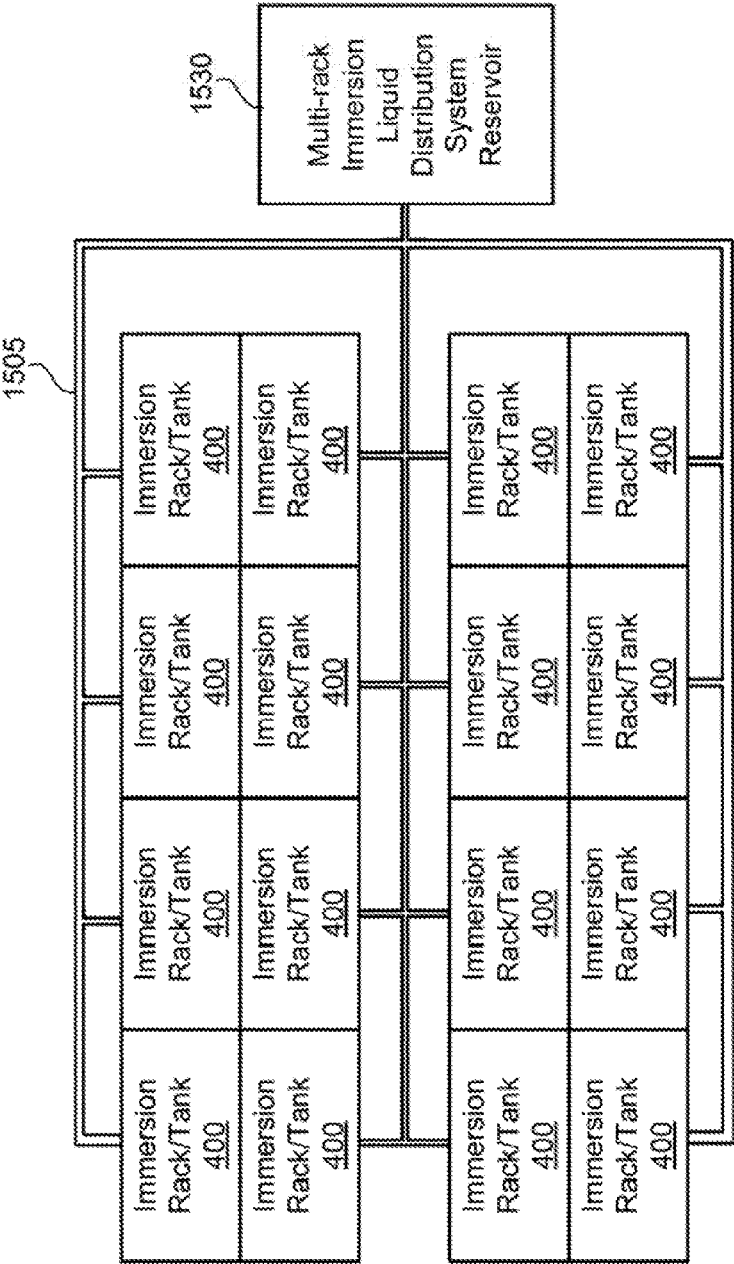 1505
1530
Multi-rack
Immersion
Liquid
Distribution
System
Reservoir
Immersion
Rack/Tank
400
Immersion
Rack/Tank
400
Immersion
Rack/Tank
400
Immersion
Rack/Tank
400
Immersion
Rack/Tank
400
Immersion
Rack/Tank
400
Immersion
Rack/Tank
400
Immersion
Rack/Tank
400
Immersion
Rack/Tank
400
Immersion
Rack/Tank
400
Immersion
Rack/Tank
400
Immersion
Rack/Tank
400
Immersion
Rack/Tank
400
Immersion
Rack/Tank
400
Immersion
Rack/Tank
400
Immersion
Rack/Tank
400